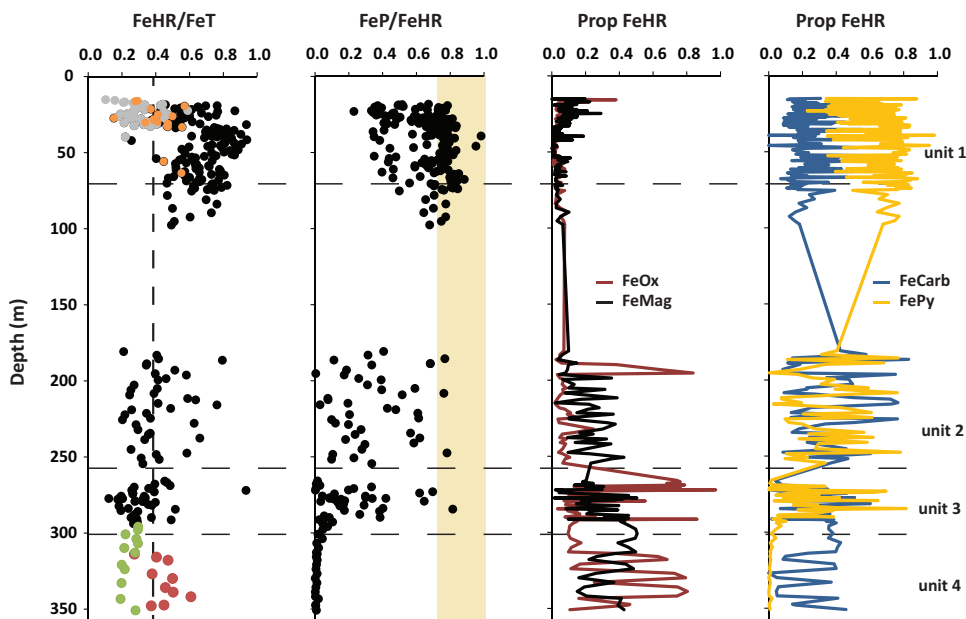 FeHR/FeT FeP/FeHR Prop FeHR Prop FeHR
0.0 0.2 0.4 0.6 0.8 1.0 0.0 0.2 0.4 0.6 0.8 1.0 0.0 0.2 0.4 0.6 0.8 1.0 0.0 0.2 0.4 0.6 0.8 1.0
0
50
unit 1
100
FeOx FeCarb
150
FeMag FePy
Depth (m)
200
unit 2
250
unit 3
300
unit 4
350